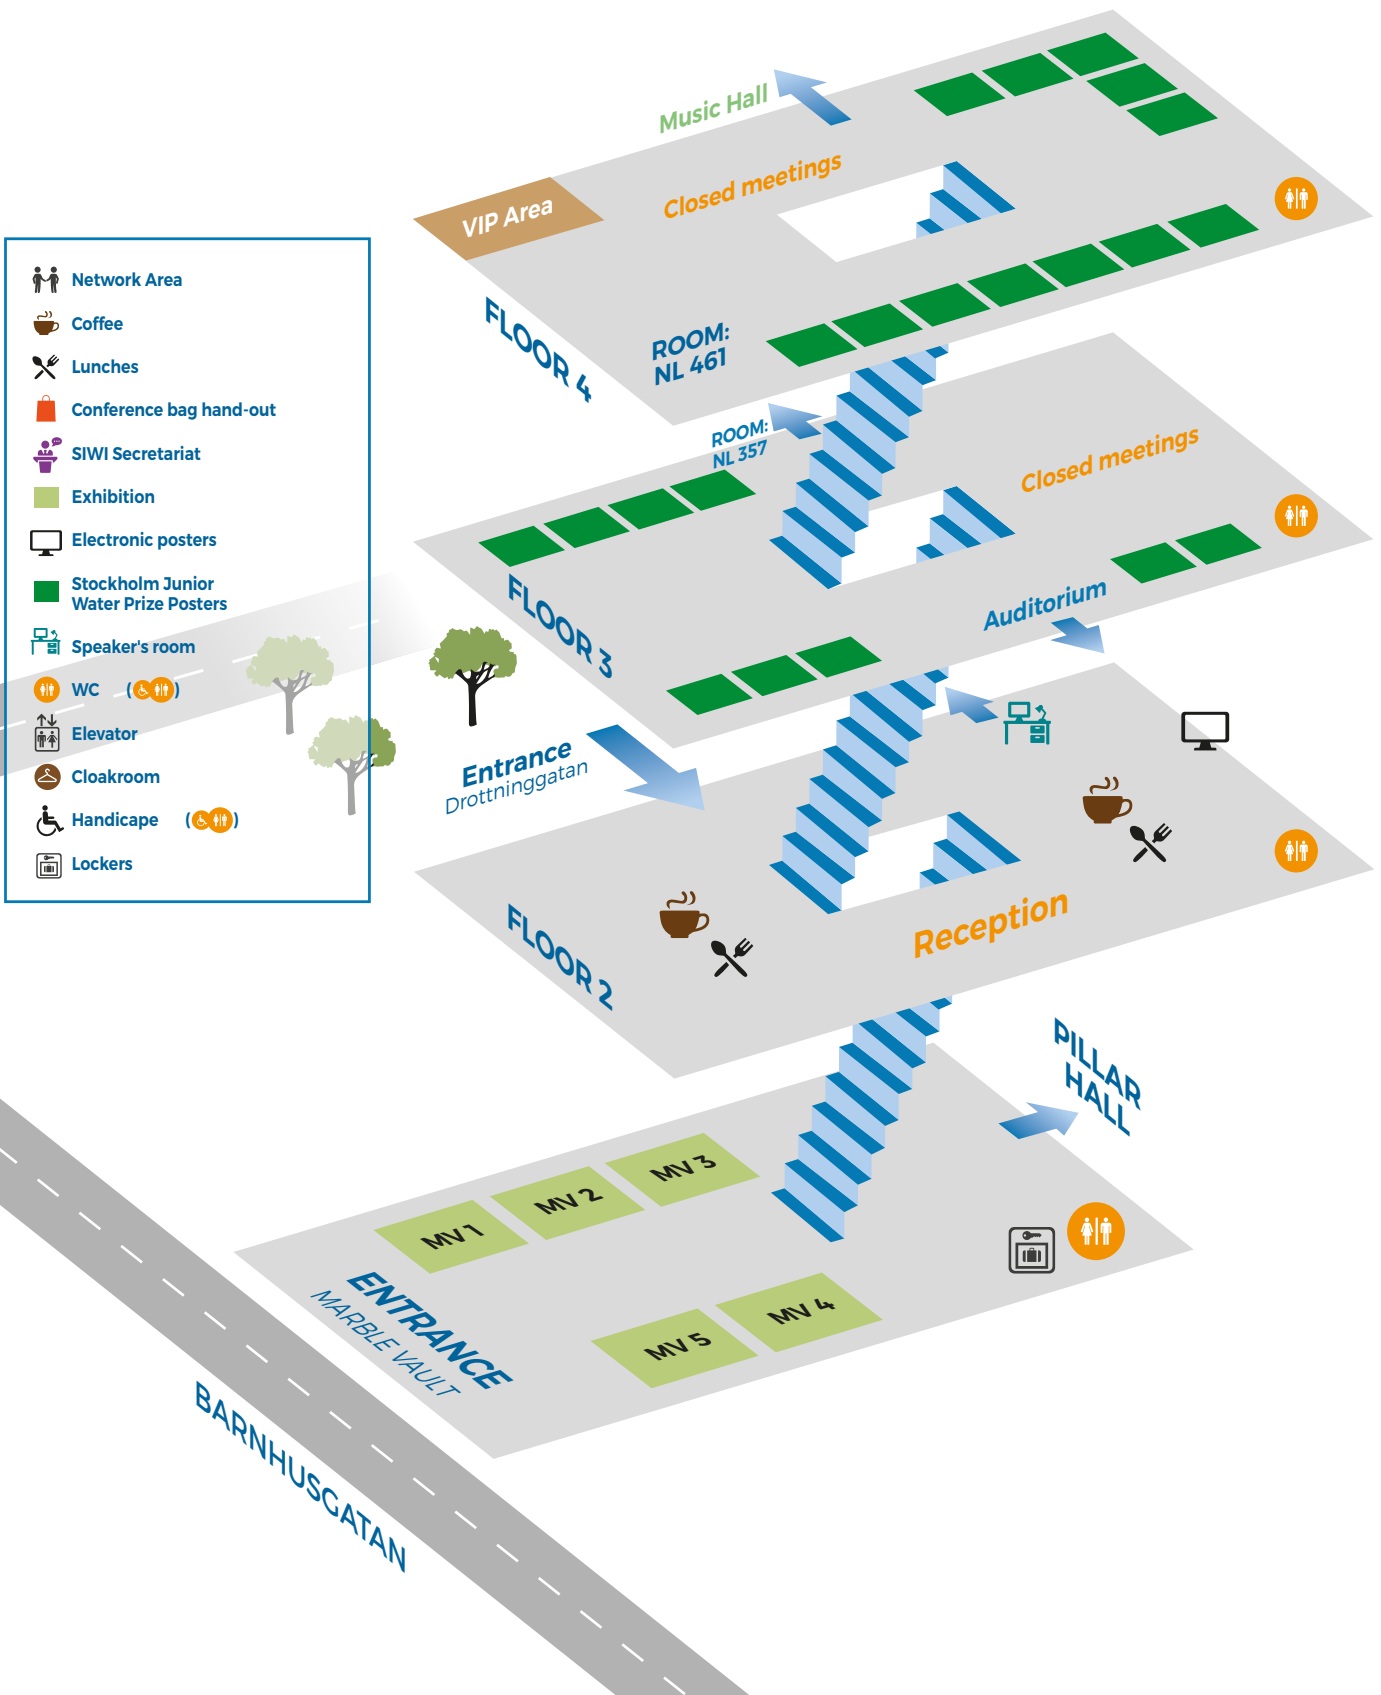 Music Hall
Closed meetings
VIP Area
FLOOR 4
ROOM:
NL 461
Network Area
Coffee
Lunches
Conference bag hand-out
SIWI Secretariat
Exhibition
Electronic posters
Stockholm Junior
Water Prize Posters
Speaker's room
WC ( )
Elevator
Cloakroom
Handicape ( )
Lockers
ROOM:
NL 357
Closed meetings
FLOOR 3
Auditorium
Entrance
Drottninggatan
FLOOR 2
Reception
PILLAR
HALL
MV 1
MV 2
MV 3
MV 4
MV 5
ENTRANCE
MARBLE VAULT
BARNHUSGATAN